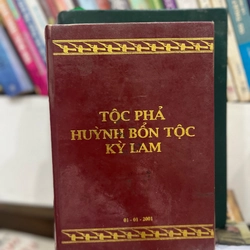 TỘC PHẢ
HUỲNH BỔN TỘC
KỲ LAM
01 - 01 - 2001